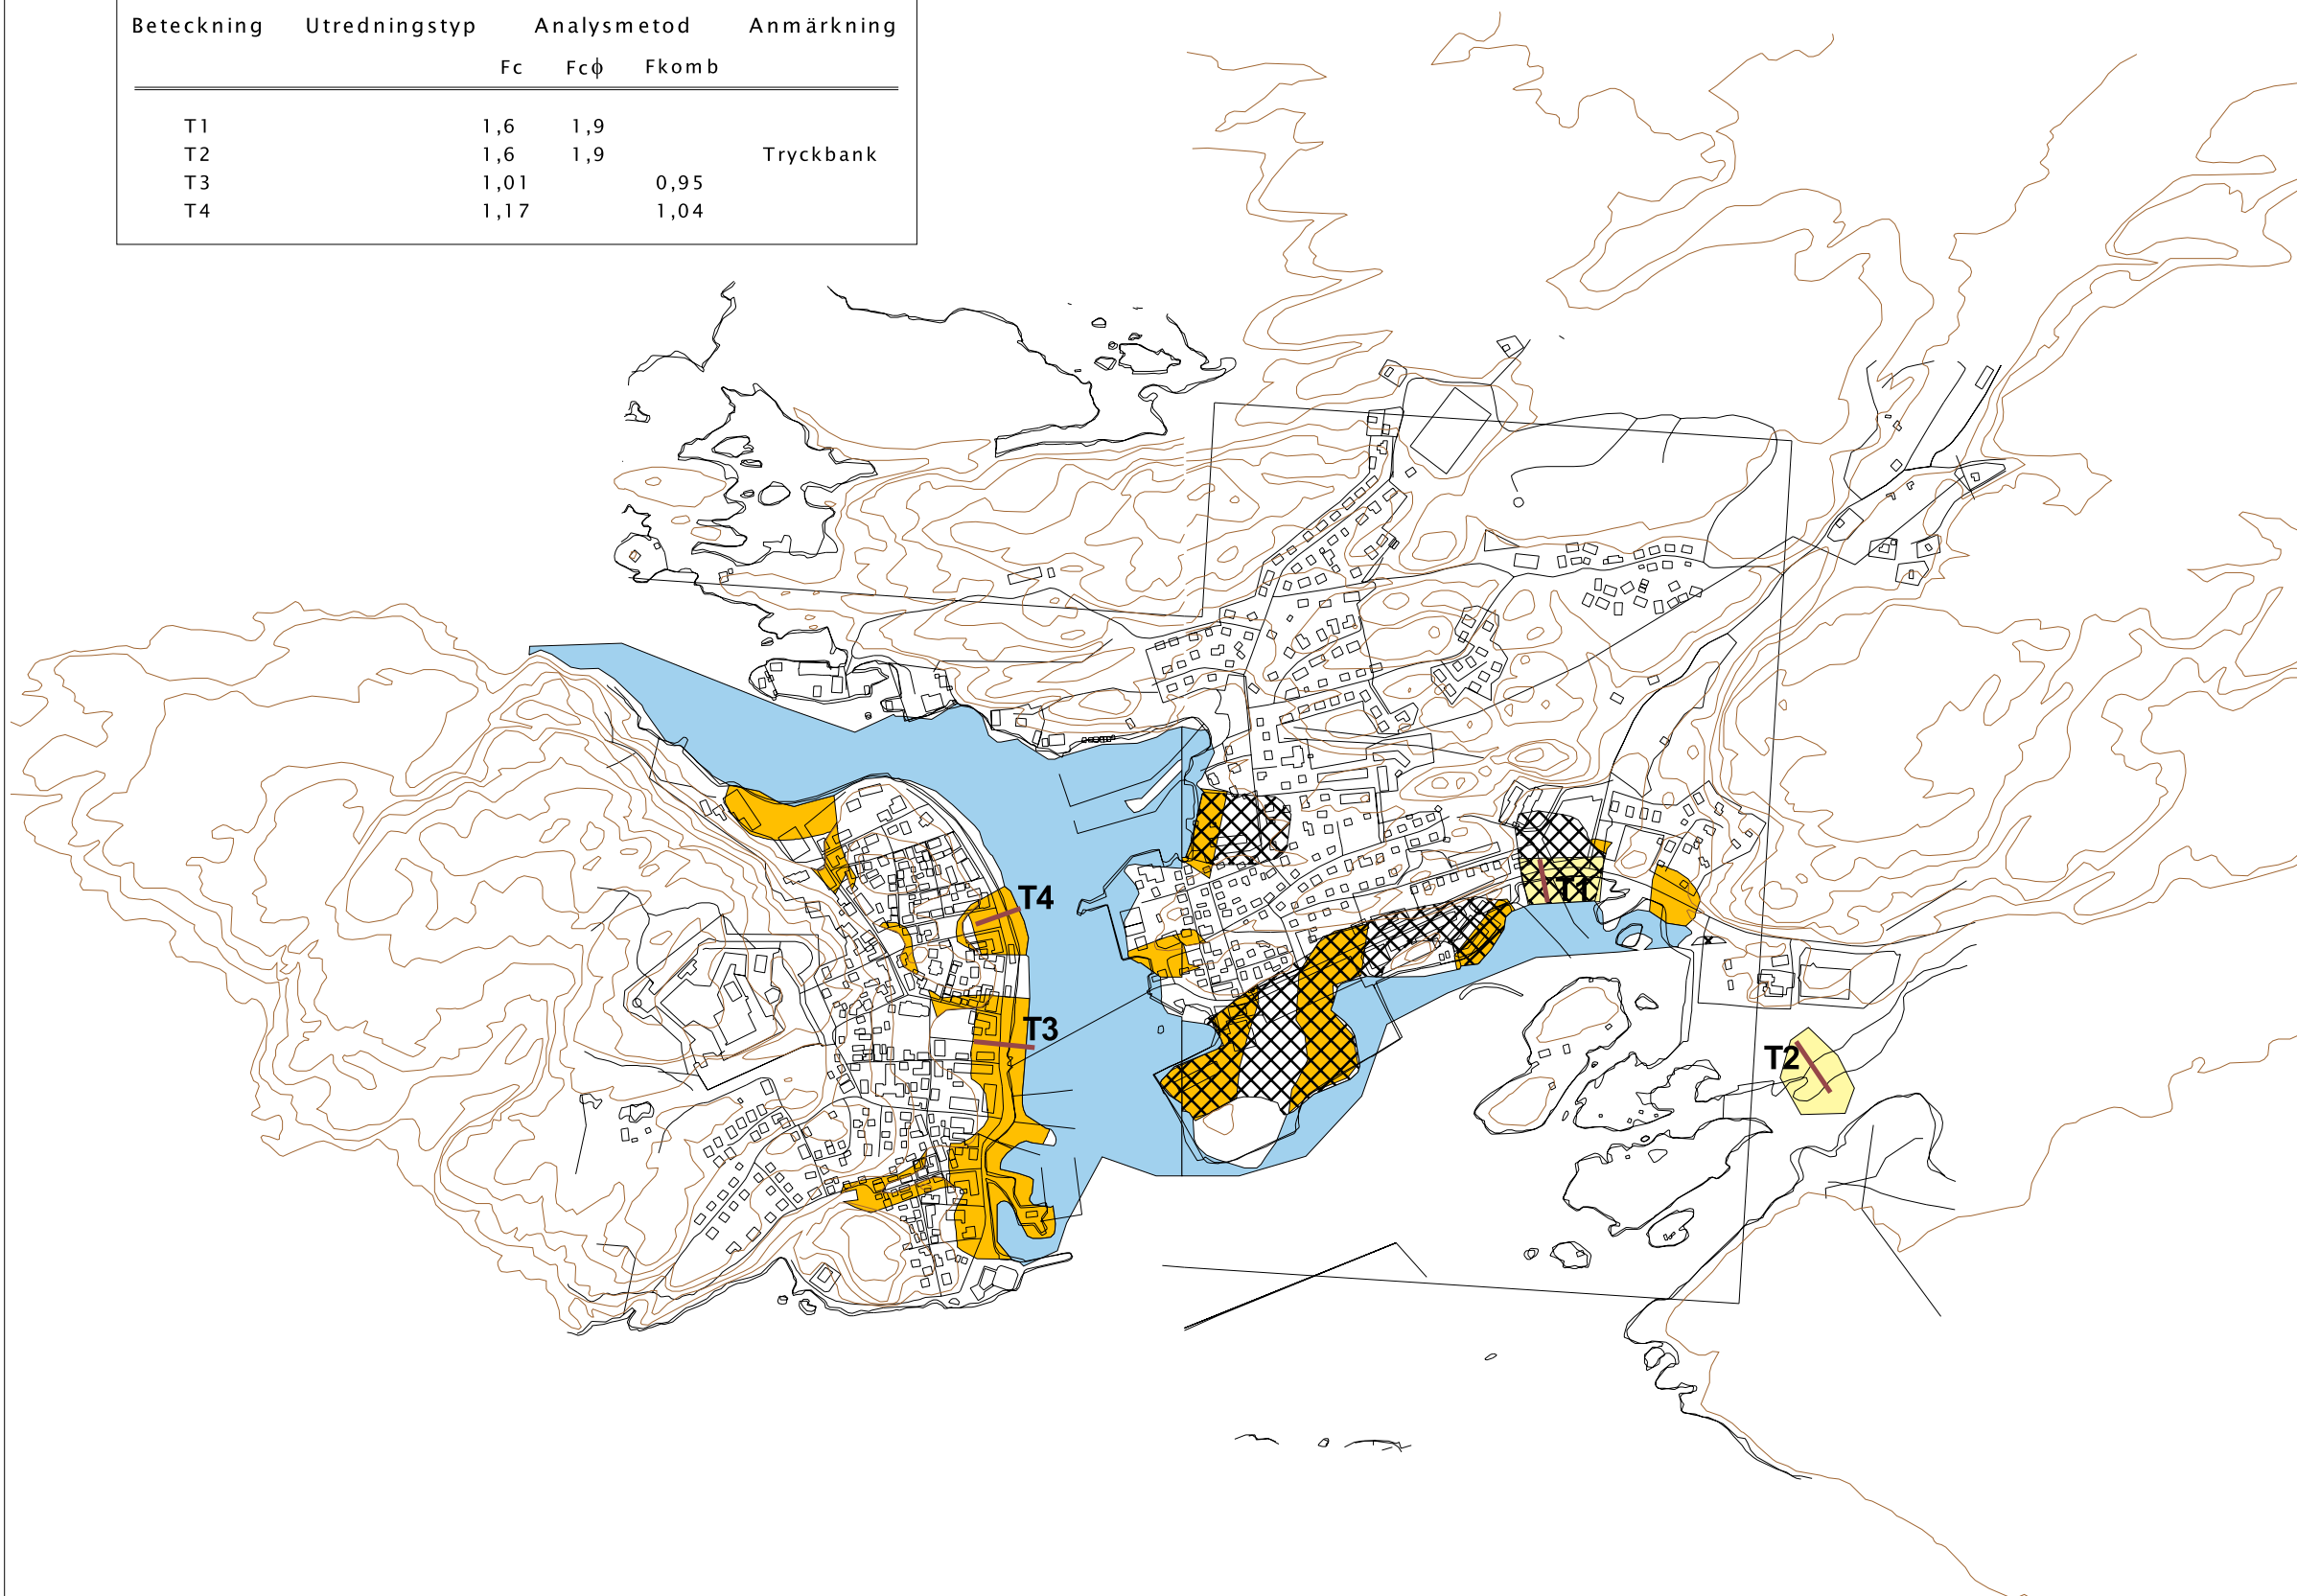 Beteckning Utredningstyp Analysmetod Anmärkning
Fc Fcϕ Fkomb
T1 1,6 1,9
T2 1,6 1,9 Tryckbank
T3 1,01 0,95
T4 1,17 1,04
T4
T1
T3
T2